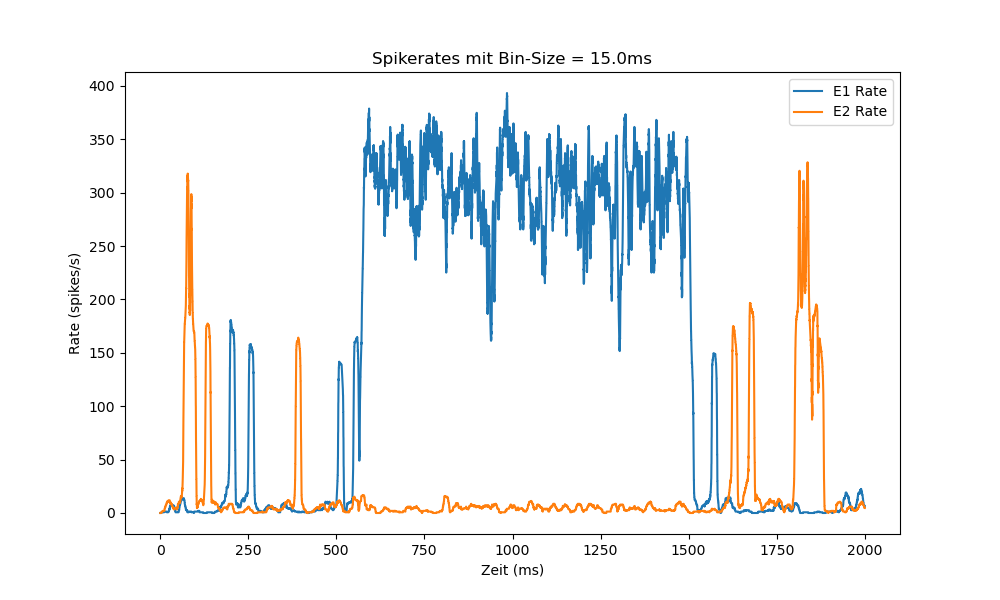 Spikerates mit Bin-Size = 15.0ms
E1 Rate
E2 Rate
Rate (spikes/s)
400
350
300
250
200
150
100
50
0
0 250 500 750 1000 1250 1500 1750 2000
Zeit (ms)